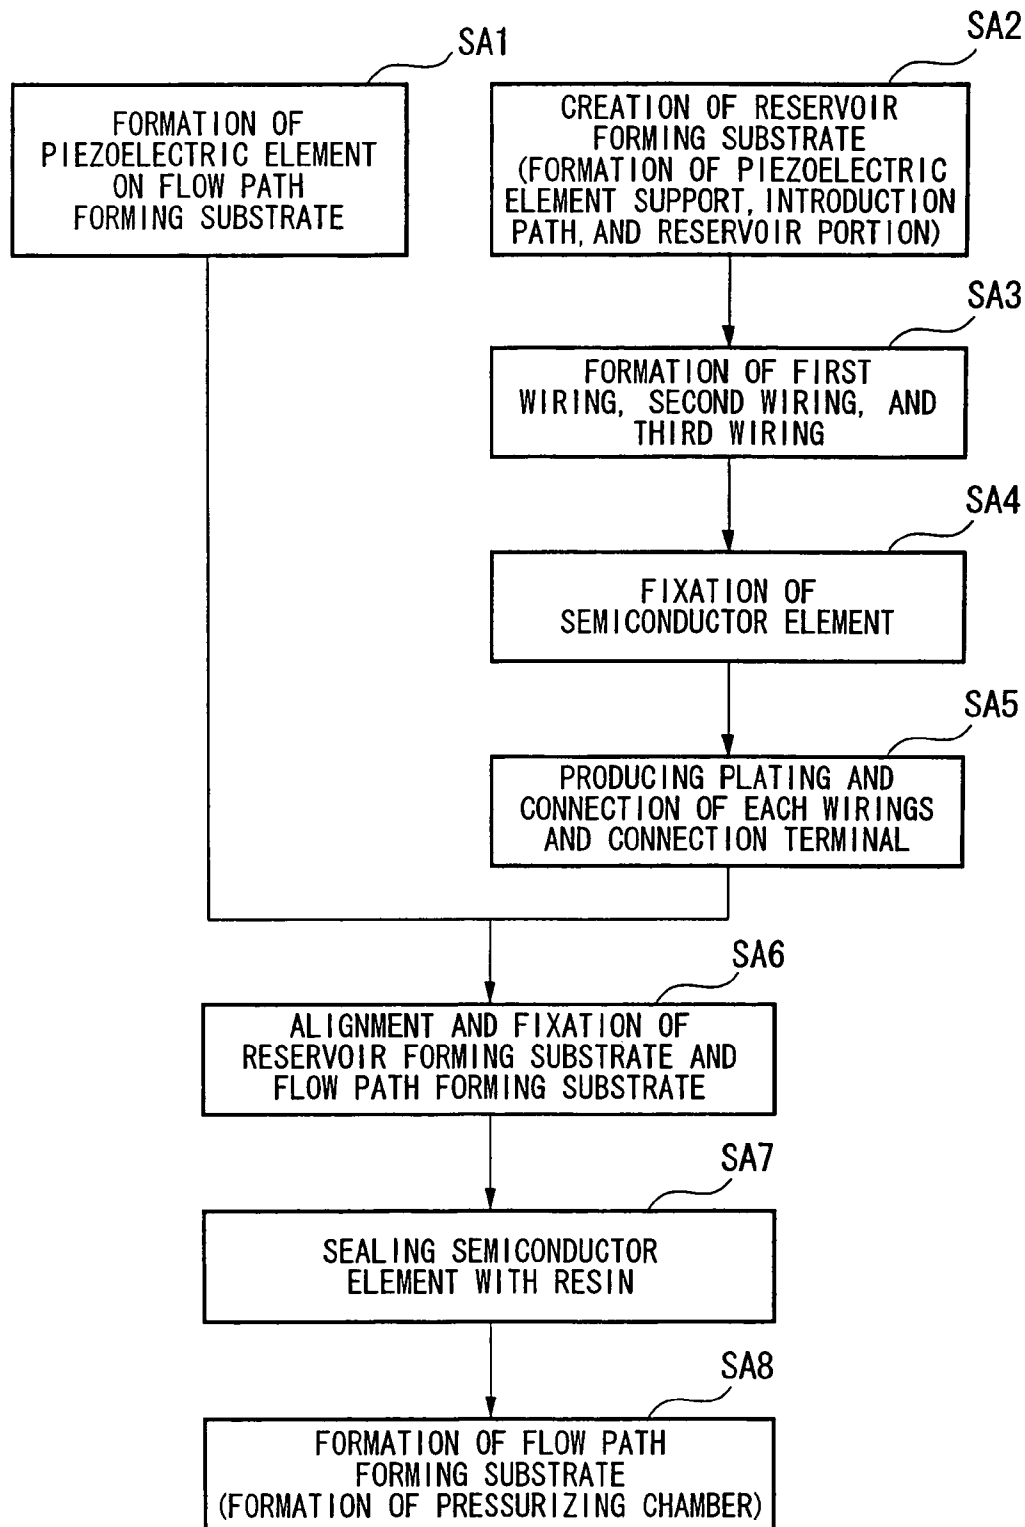 SA1
FORMATION OF
PIEZOELECTRIC ELEMENT
ON FLOW PATH
FORMING SUBSTRATE
SA2
CREATION OF RESERVOIR
FORMING SUBSTRATE
(FORMATION OF PIEZOELECTRIC
ELEMENT SUPPORT, INTRODUCTION
PATH, AND RESERVOIR PORTION)
SA3
FORMATION OF FIRST
WIRING, SECOND WIRING, AND
THIRD WIRING
SA4
FIXATION OF
SEMICONDUCTOR ELEMENT
SA5
PRODUCING PLATING AND
CONNECTION OF EACH WIRINGS
AND CONNECTION TERMINAL
SA6
ALIGNMENT AND FIXATION OF
RESERVOIR FORMING SUBSTRATE AND
FLOW PATH FORMING SUBSTRATE
SA7
SEALING SEMICONDUCTOR
ELEMENT WITH RESIN
SA8
FORMATION OF FLOW PATH
FORMING SUBSTRATE
(FORMATION OF PRESSURIZING CHAMBER)